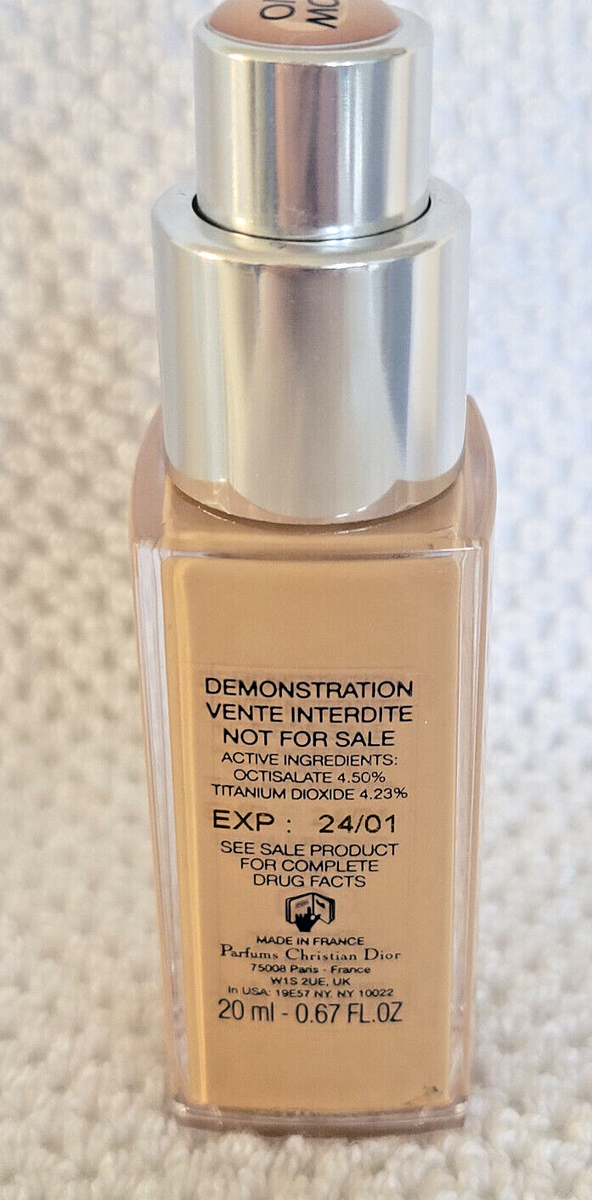 DEMONSTRATION
VENTE INTERDITE
NOT FOR SALE
ACTIVE INGREDIENTS:
OCTISALATE 4.50%
TITANIUM DIOXIDE 4.23%
EXP : 24/01
SEE SALE PRODUCT
FOR COMPLETE
DRUG FACTS
MADE IN FRANCE
Parfums Christian Dior
75008 Paris - France
W1S 2UE, UK
In USA: 19E57 NY. NY 10022
20 ml - 0.67 FL.OZ